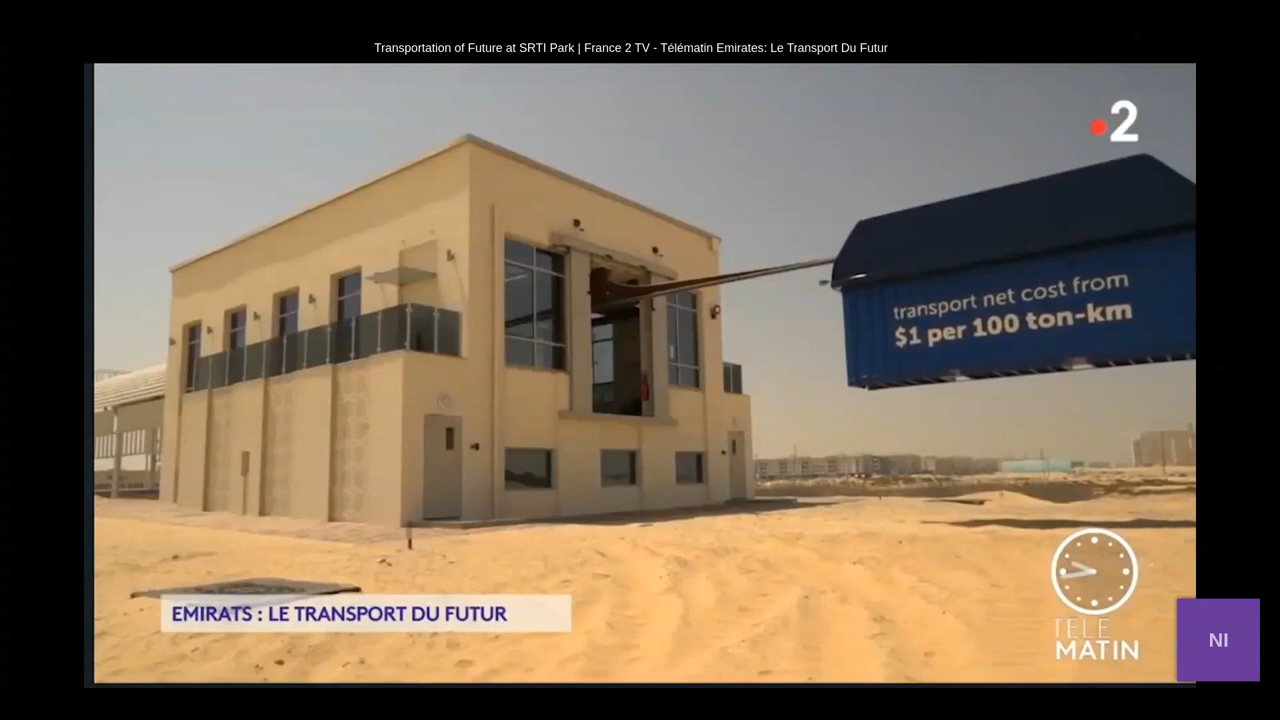 Transportation of Future at SRTI Park | France 2 TV - Télématin Emirates: Le Transport Du Futur
2
transport net cost from
$1 per 100 ton-km
EMIRATS : LE TRANSPORT DU FUTUR
TELE
MATIN
NI